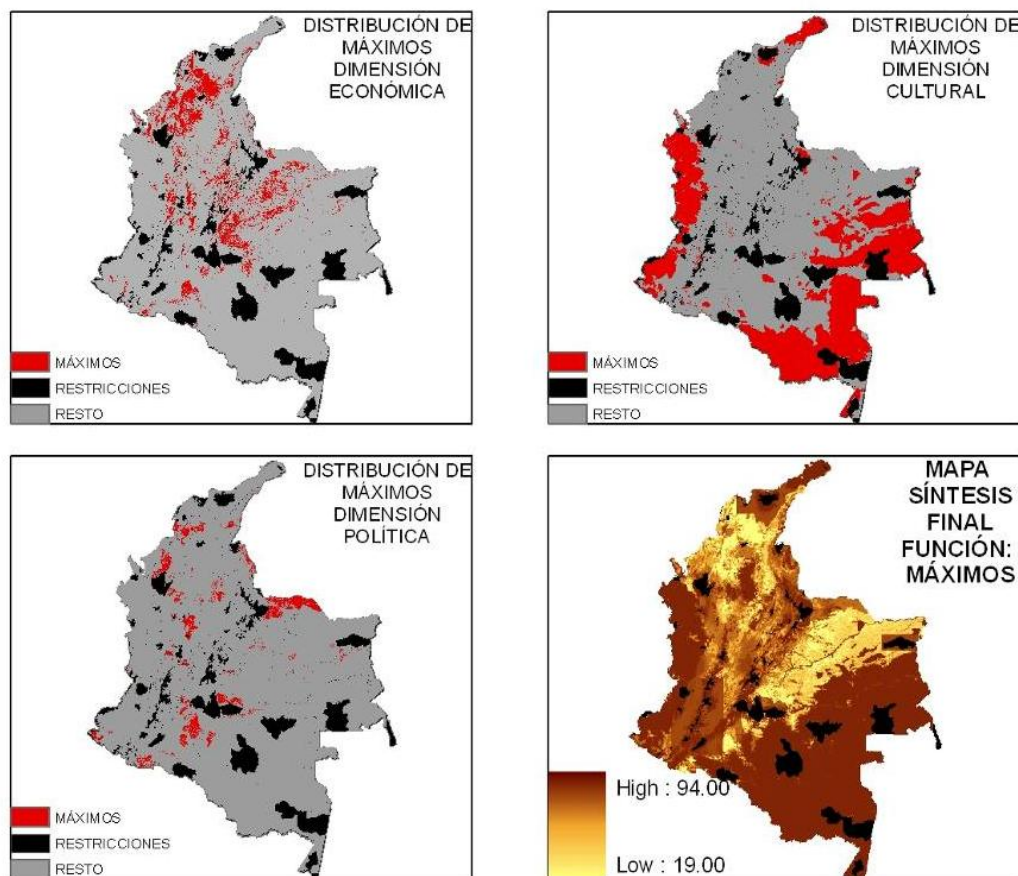 DISTRIBUCIÓN DE
MÁXIMOS
DIMENSIÓN
ECONÓMICA
MÁXIMOS
RESTRICCIONES
RESTO
DISTRIBUCIÓN DE
MÁXIMOS
DIMENSIÓN
CULTURAL
MÁXIMOS
RESTRICCIONES
RESTO
DISTRIBUCIÓN DE
MÁXIMOS
DIMENSIÓN
POLÍTICA
MÁXIMOS
RESTRICCIONES
RESTO
MAPA
SÍNTESIS
FINAL
FUNCIÓN:
MÁXIMOS
High : 94.00
Low : 19.00